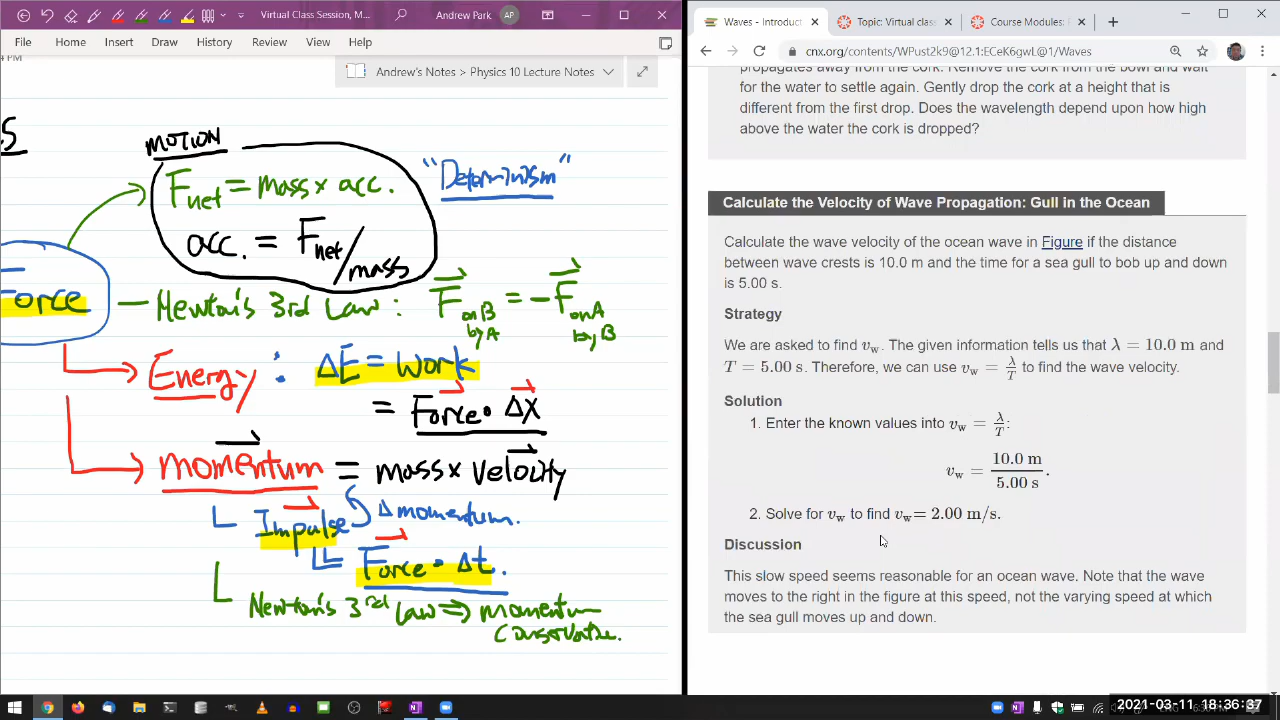 Virtual Class Session, M...
Andrew Park
AP
File Home Insert Draw History Review View Help
4 PM
Andrew's Notes » Physics 10 Lecture Notes
S
MOTION
Fnet = mass x acc.
acc. = Fnet/mass
"Determinism"
Force
Newton's 3rd Law : F on B by A = -F on A by B
Energy : ΔE = Work
= Force · Δx
momentum = mass x velocity
Impulse Δmomentum.
Force · Δt.
Newton's 3rd Law ⇒ momentum
Waves - Introduct
Topic: Virtual clas
Course Modules:
cnx.org/contents/WPust2k9@12.1:ECeK6gwL@1/Waves
propagates away from the cork. Remove the cork from the bowl and wait
for the water to settle again. Gently drop the cork at a height that is
different from the first drop. Does the wavelength depend upon how high
above the water the cork is dropped?
Calculate the Velocity of Wave Propagation: Gull in the Ocean
Calculate the wave velocity of the ocean wave in Figure if the distance
between wave crests is 10.0 m and the time for a sea gull to bob up and down
is 5.00 s.
Strategy
We are asked to find vw. The given information tells us that λ = 10.0 m and
T = 5.00 s. Therefore, we can use vw = λ/T to find the wave velocity.
Solution
1. Enter the known values into vw = λ/T:
vw = 10.0 m / 5.00 s.
2. Solve for vw to find vw= 2.00 m/s.
Discussion
This slow speed seems reasonable for an ocean wave. Note that the wave
moves to the right in the figure at this speed, not the varying speed at which
the sea gull moves up and down.
2021-03-11 18:36:37